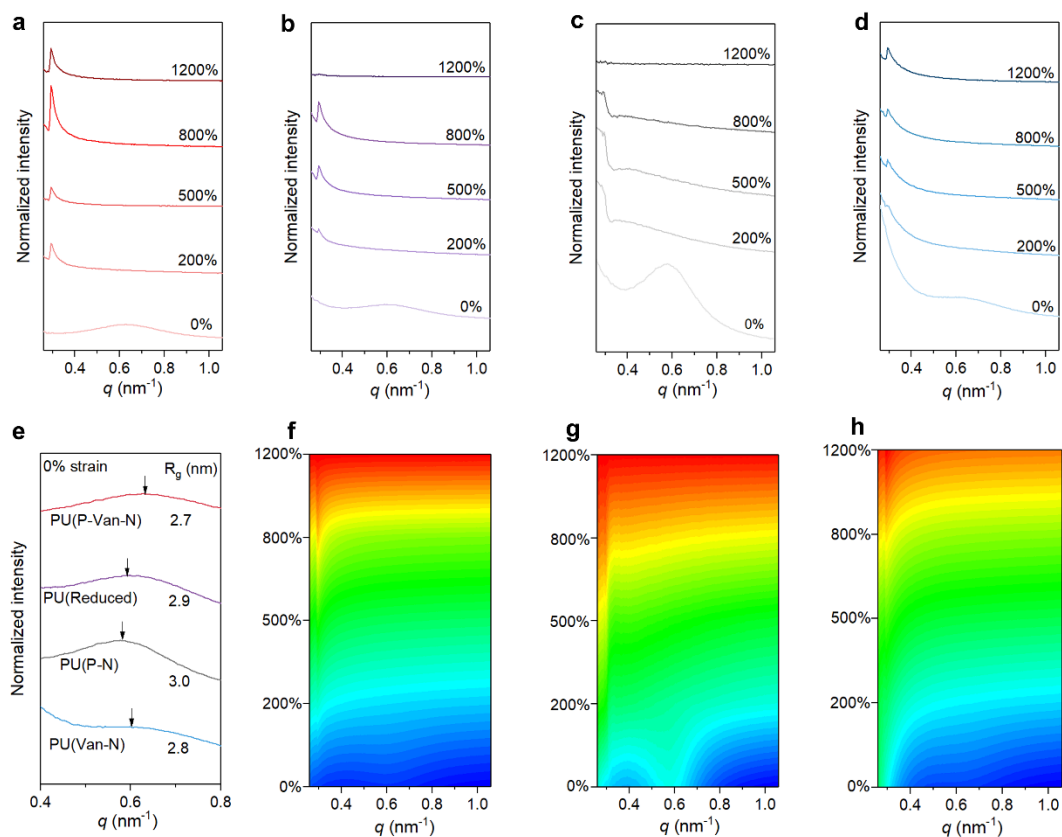 a
Normalized intensity
1200%
800%
500%
200%
0%
0.4 0.6 0.8 1.0
q (nm⁻¹)
b
Normalized intensity
1200%
800%
500%
200%
0%
0.4 0.6 0.8 1.0
q (nm⁻¹)
c
Normalized intensity
1200%
800%
500%
200%
0%
0.4 0.6 0.8 1.0
q (nm⁻¹)
d
Normalized intensity
1200%
800%
500%
200%
0%
0.4 0.6 0.8 1.0
q (nm⁻¹)
e
Normalized intensity
0% strain Rg (nm)
PU(P-Van-N) 2.7
PU(Reduced) 2.9
PU(P-N) 3.0
PU(Van-N) 2.8
0.4 0.6 0.8
q (nm⁻¹)
f
1200%
800%
500%
200%
0%
0.4 0.6 0.8 1.0
q (nm⁻¹)
g
1200%
800%
500%
200%
0%
0.4 0.6 0.8 1.0
q (nm⁻¹)
h
1200%
800%
500%
200%
0%
0.4 0.6 0.8 1.0
q (nm⁻¹)